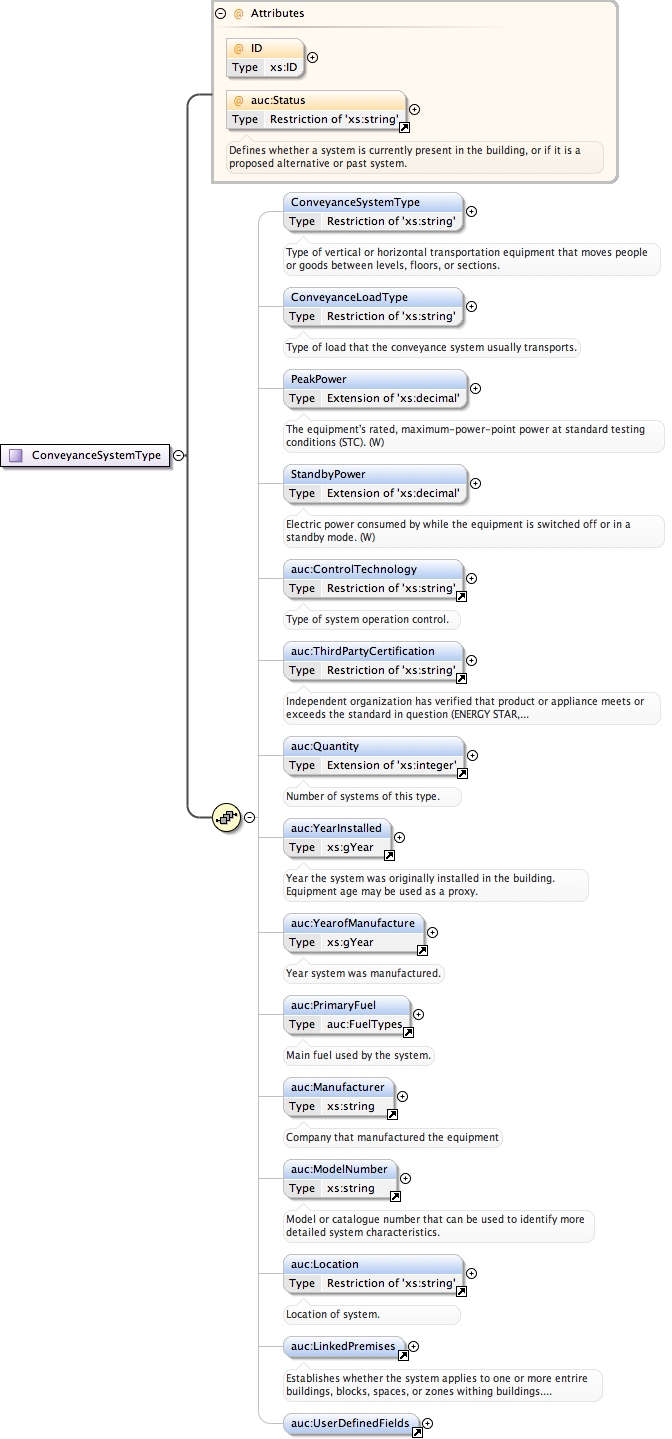 @ Attributes
@ ID
Type xs:ID
@ auc:Status
Type Restriction of 'xs:string'
Defines whether a system is currently present in the building, or if it is a
proposed alternative or past system.
ConveyanceSystemType
Type Restriction of 'xs:string'
Type of vertical or horizontal transportation equipment that moves people
or goods between levels, floors, or sections.
ConveyanceLoadType
Type Restriction of 'xs:string'
Type of load that the conveyance system usually transports.
PeakPower
Type Extension of 'xs:decimal'
The equipment's rated, maximum-power-point power at standard testing
conditions (STC). (W)
ConveyanceSystemType
StandbyPower
Type Extension of 'xs:decimal'
Electric power consumed by while the equipment is switched off or in a
standby mode. (W)
auc:ControlTechnology
Type Restriction of 'xs:string'
Type of system operation control.
auc:ThirdPartyCertification
Type Restriction of 'xs:string'
Independent organization has verified that product or appliance meets or
exceeds the standard in question (ENERGY STAR,...
auc:Quantity
Type Extension of 'xs:integer'
Number of systems of this type.
auc:YearInstalled
Type xs:gYear
Year the system was originally installed in the building.
Equipment age may be used as a proxy.
auc:YearofManufacture
Type xs:gYear
Year system was manufactured.
auc:PrimaryFuel
Type auc:FuelTypes
Main fuel used by the system.
auc:Manufacturer
Type xs:string
Company that manufactured the equipment
auc:ModelNumber
Type xs:string
Model or catalogue number that can be used to identify more
detailed system characteristics.
auc:Location
Type Restriction of 'xs:string'
Location of system.
auc:LinkedPremises
Establishes whether the system applies to one or more entrire
buildings, blocks, spaces, or zones withing buildings....
auc:UserDefinedFields